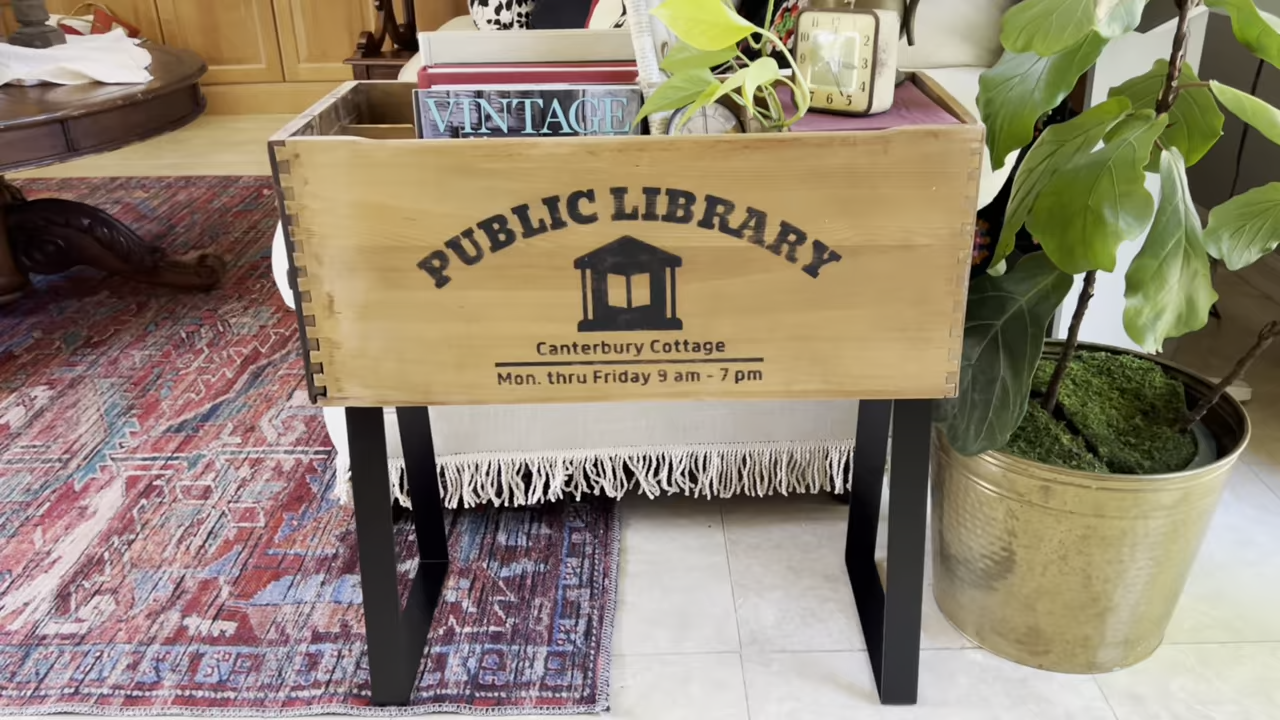 VINTAGE
PUBLIC LIBRARY
Canterbury Cottage
Mon. thru Friday 9 am - 7 pm